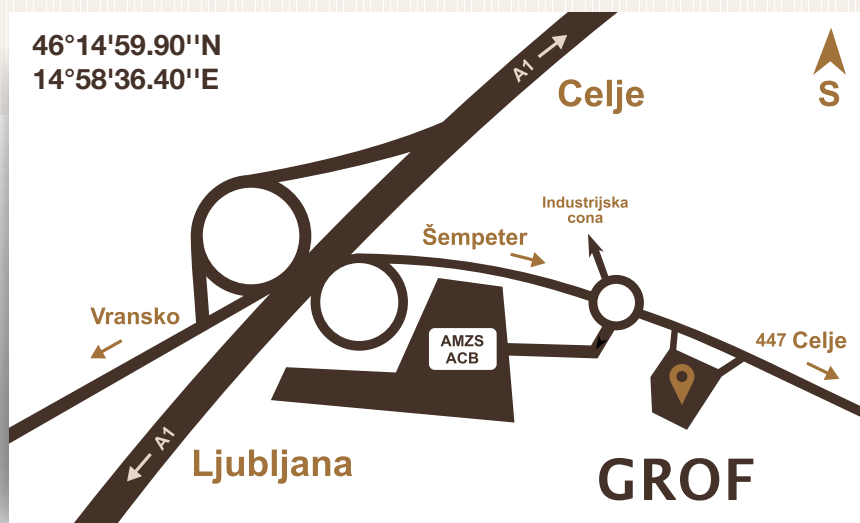 46°14'59.90''N
14°58'36.40''E
A1
Celje
S
Industrijska
cona
Šempeter
Vransko
AMZS
ACB
447 Celje
A1
Ljubljana
GROF